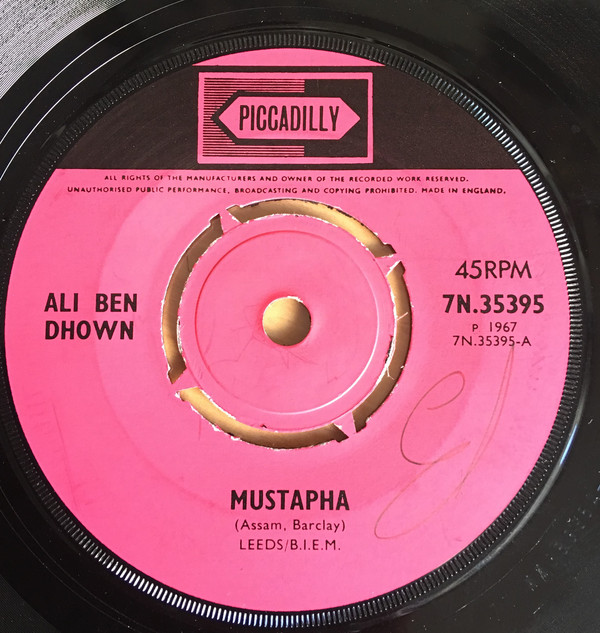 PICCADILLY
ALL RIGHTS OF THE MANUFACTURERS AND OWNER OF THE RECORDED WORK RESERVED.
UNAUTHORISED PUBLIC PERFORMANCE, BROADCASTING AND COPYING PROHIBITED. MADE IN ENGLAND.
45RPM
7N.35395
P 1967
7N.35395-A
ALI BEN
DHOWN
MUSTAPHA
(Assam, Barclay)
LEEDS/B.I.E.M.